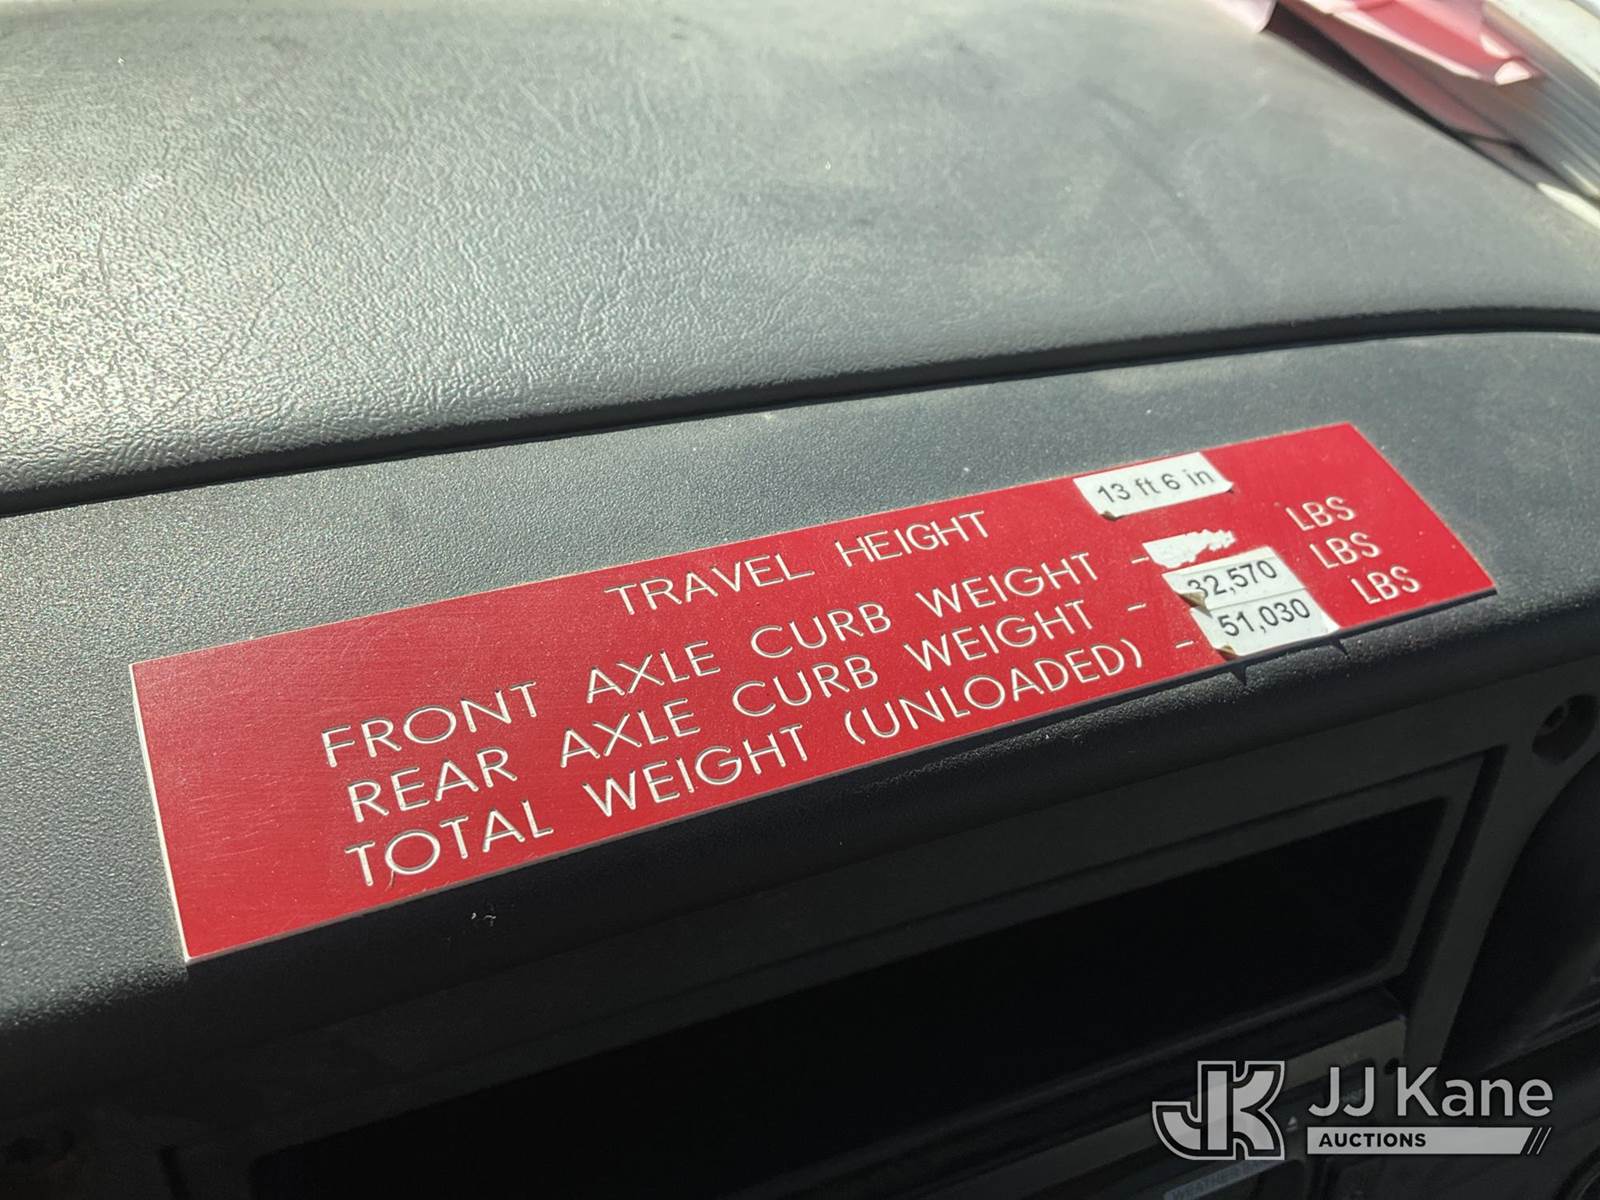 TRAVEL HEIGHT 13 ft 6 in
FRONT AXLE CURB WEIGHT - LBS
REAR AXLE CURB WEIGHT - 32,570 LBS
TOTAL WEIGHT (UNLOADED) - 51,030 LBS
JK JJ Kane
AUCTIONS